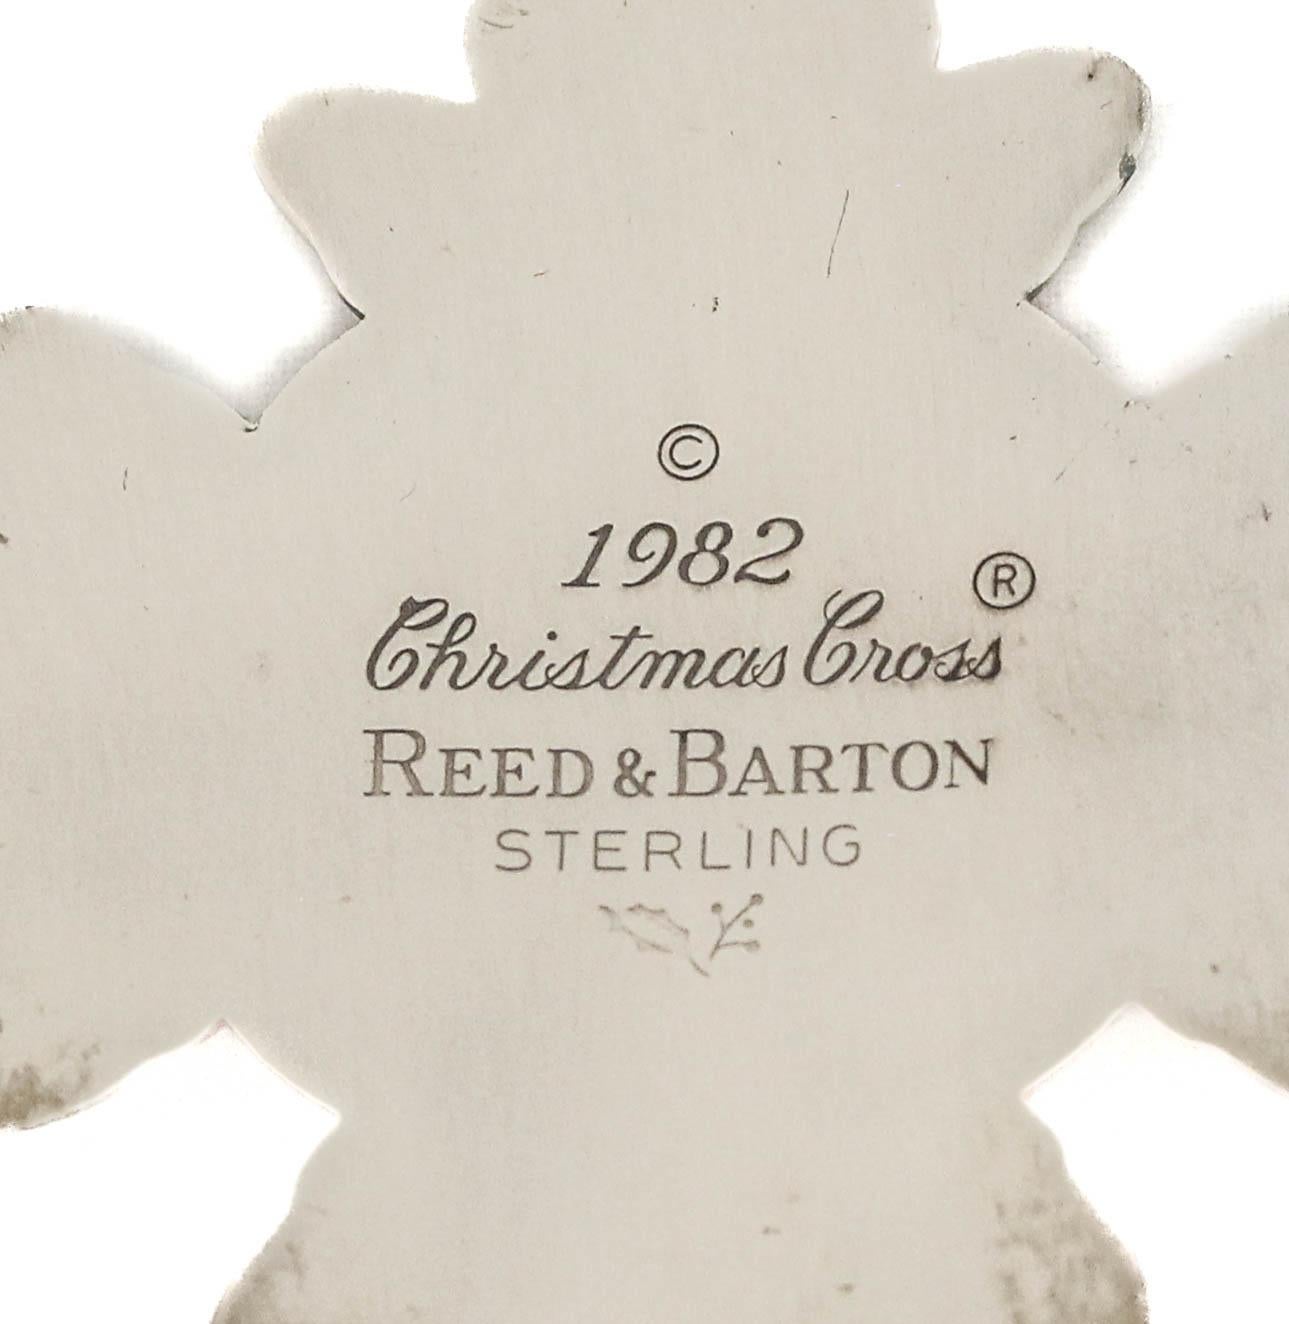 ©
1982
Christmas Cross®
REED & BARTON
STERLING